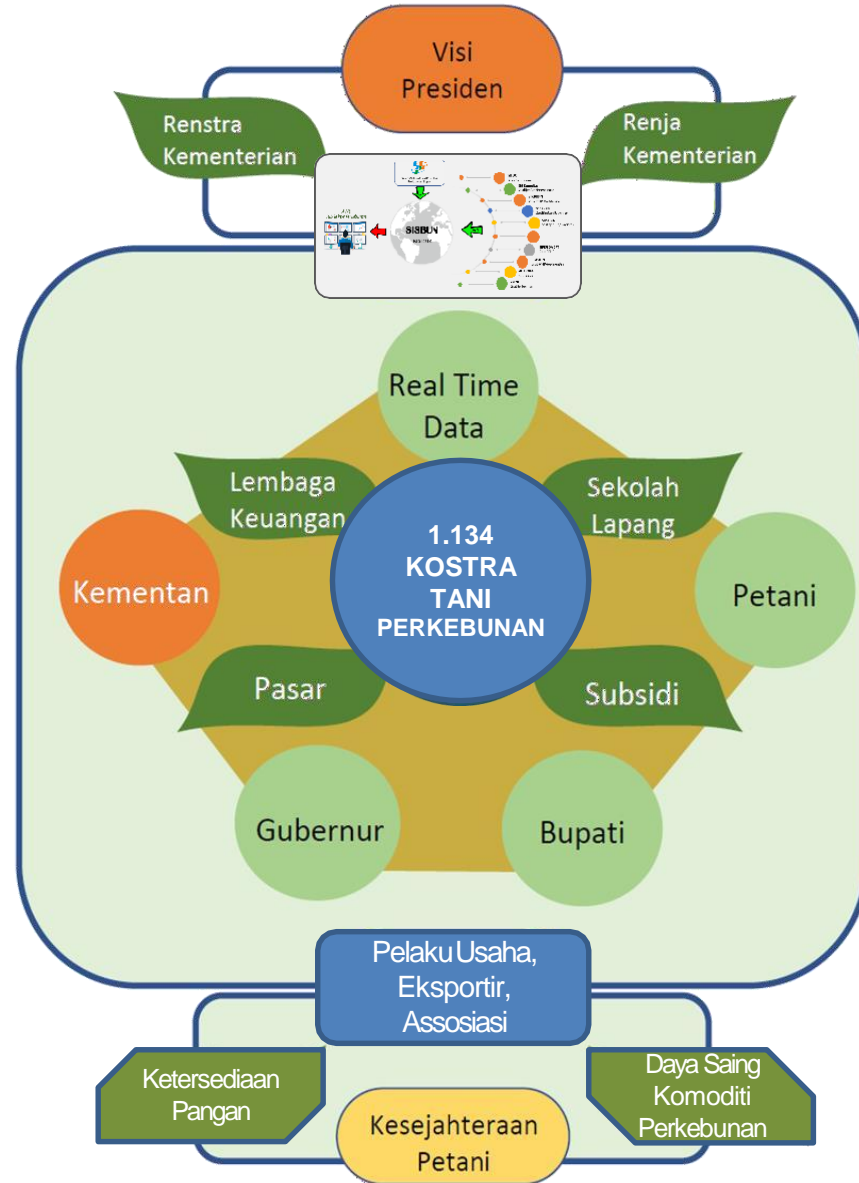 Visi
Presiden
Renstra
Kementerian
Renja
Kementerian
SISBUN
Real Time
Data
Lembaga
Keuangan
Sekolah
Lapang
1.134
KOSTRA
TANI
PERKEBUNAN
Kementan
Petani
Pasar
Subsidi
Gubernur
Bupati
Pelaku Usaha,
Eksportir,
Assosiasi
Ketersediaan
Pangan
Daya Saing
Komoditi
Perkebunan
Kesejahteraan
Petani